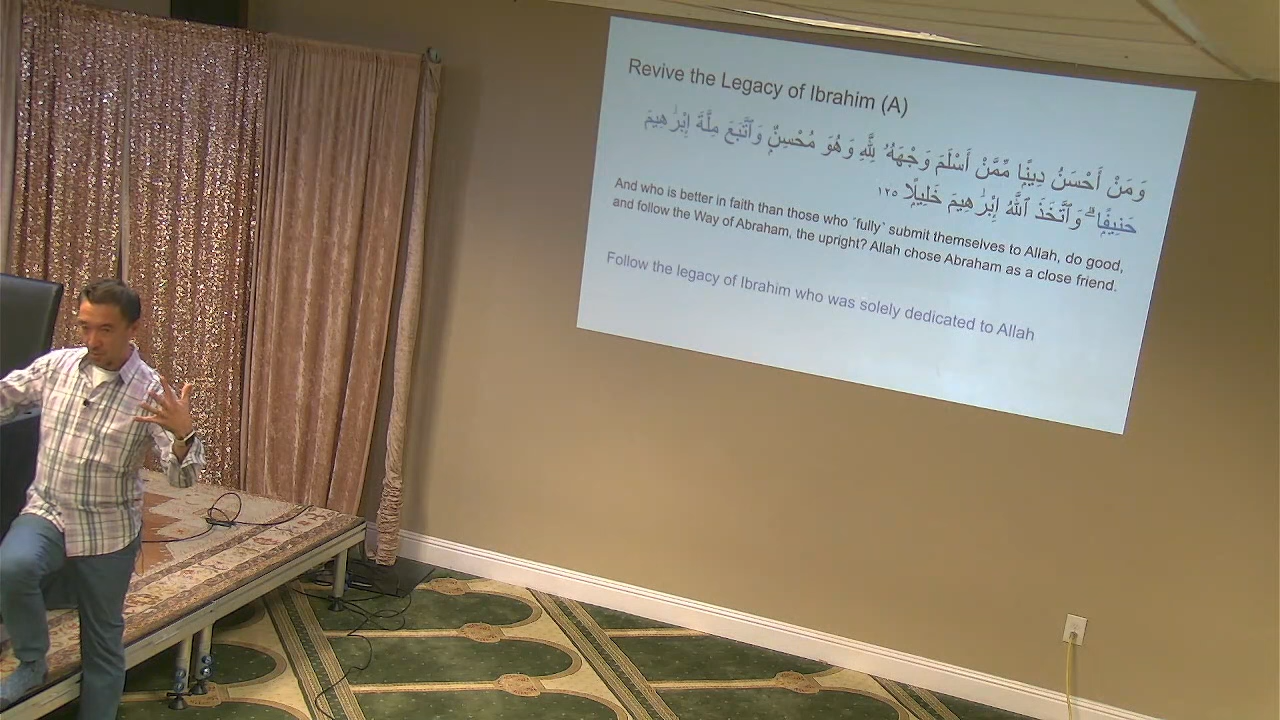 Revive the Legacy of Ibrahim (A)
وَمَنْ أَحْسَنُ دِينًا مِّمَّنْ أَسْلَمَ وَجْهَهُۥ لِلَّهِ وَهُوَ مُحْسِنٌ وَٱتَّبَعَ مِلَّةَ إِبْرَٰهِيمَ
حَنِيفًا ۗ وَٱتَّخَذَ ٱللَّهُ إِبْرَٰهِيمَ خَلِيلًا ١٢٥
And who is better in faith than those who ˹fully˺ submit themselves to Allah, do good,
and follow the Way of Abraham, the upright? Allah chose Abraham as a close friend.
Follow the legacy of Ibrahim who was solely dedicated to Allah